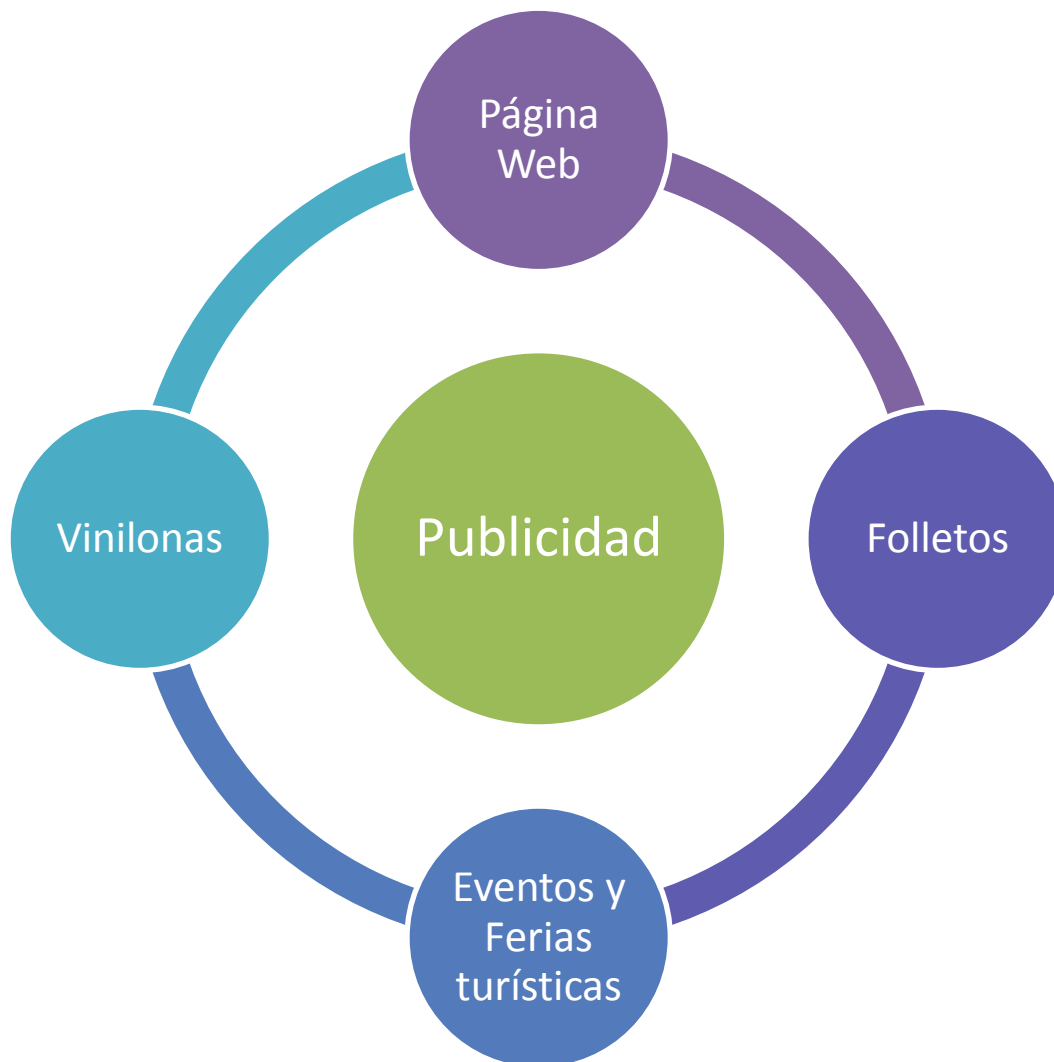 Página
Web
Vinilonas
Publicidad
Folletos
Eventos y
Ferias
turísticas